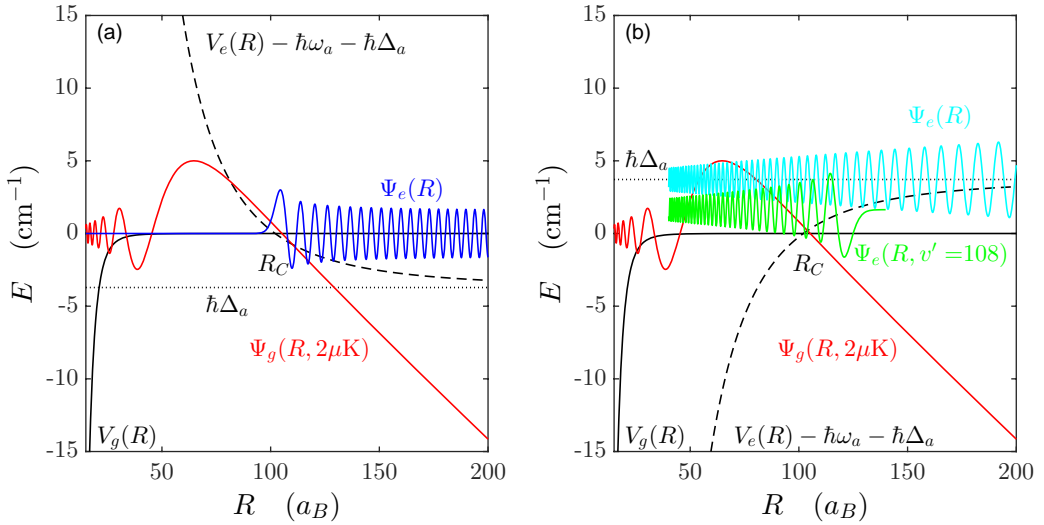 (a)
V_e(R) − ℏω_a − ℏΔ_a
Ψ_e(R)
R_C
ℏΔ_a
Ψ_g(R, 2μK)
V_g(R)
15
10
5
0
-5
-10
-15
E (cm⁻¹)
50
100
150
200
R (a_B)
(b)
Ψ_e(R)
ℏΔ_a
Ψ_e(R, v′ =108)
R_C
Ψ_g(R, 2μK)
V_g(R)
V_e(R) − ℏω_a − ℏΔ_a
15
10
5
0
-5
-10
-15
E (cm⁻¹)
50
100
150
200
R (a_B)